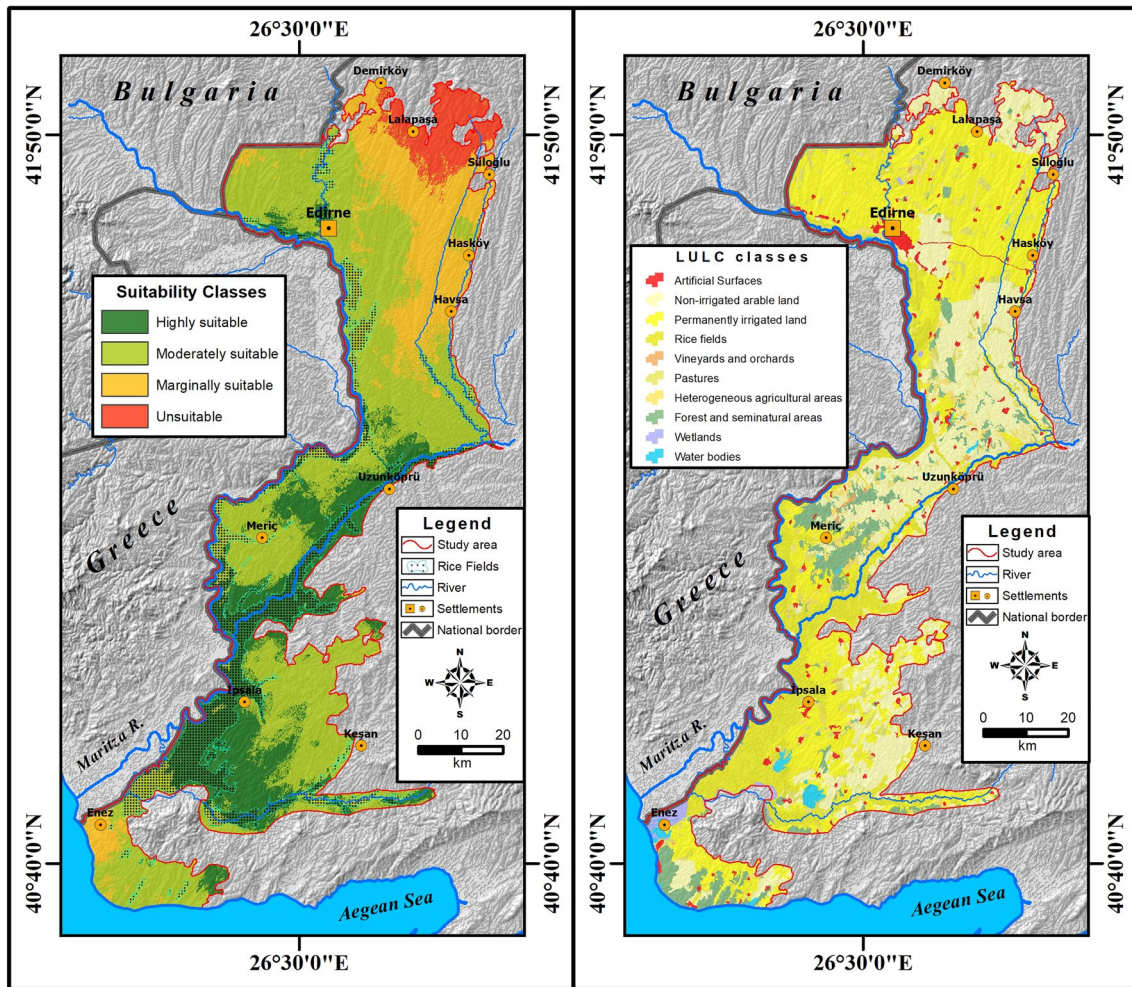 26°30'0"E
Bulgaria
Demirköy
41°50'0"N
Lalapaşa
Süloğlu
Edirne
Hasköy
Havsa
Suitability Classes
Highly suitable
Moderately suitable
Marginally suitable
Unsuitable
Uzunköprü
Meriç
Greece
Legend
Study area
Rice Fields
River
Settlements
National border
N
W E
S
0 10 20
km
İpsala
Keşan
Maritza R.
Enez
40°40'0"N
Aegean Sea
26°30'0"E
26°30'0"E
Bulgaria
Demirköy
41°50'0"N
Lalapaşa
Süloğlu
Edirne
Hasköy
Havsa
LULC classes
Artificial Surfaces
Non-irrigated arable land
Permanently irrigated land
Rice fields
Vineyards and orchards
Pastures
Heterogeneous agricultural areas
Forest and seminatural areas
Wetlands
Water bodies
Uzunköprü
Meriç
Greece
Legend
Study area
River
Settlements
National border
N
W E
S
0 10 20
km
İpsala
Keşan
Maritza R.
Enez
40°40'0"N
Aegean Sea
26°30'0"E
41°50'0"N
40°40'0"N